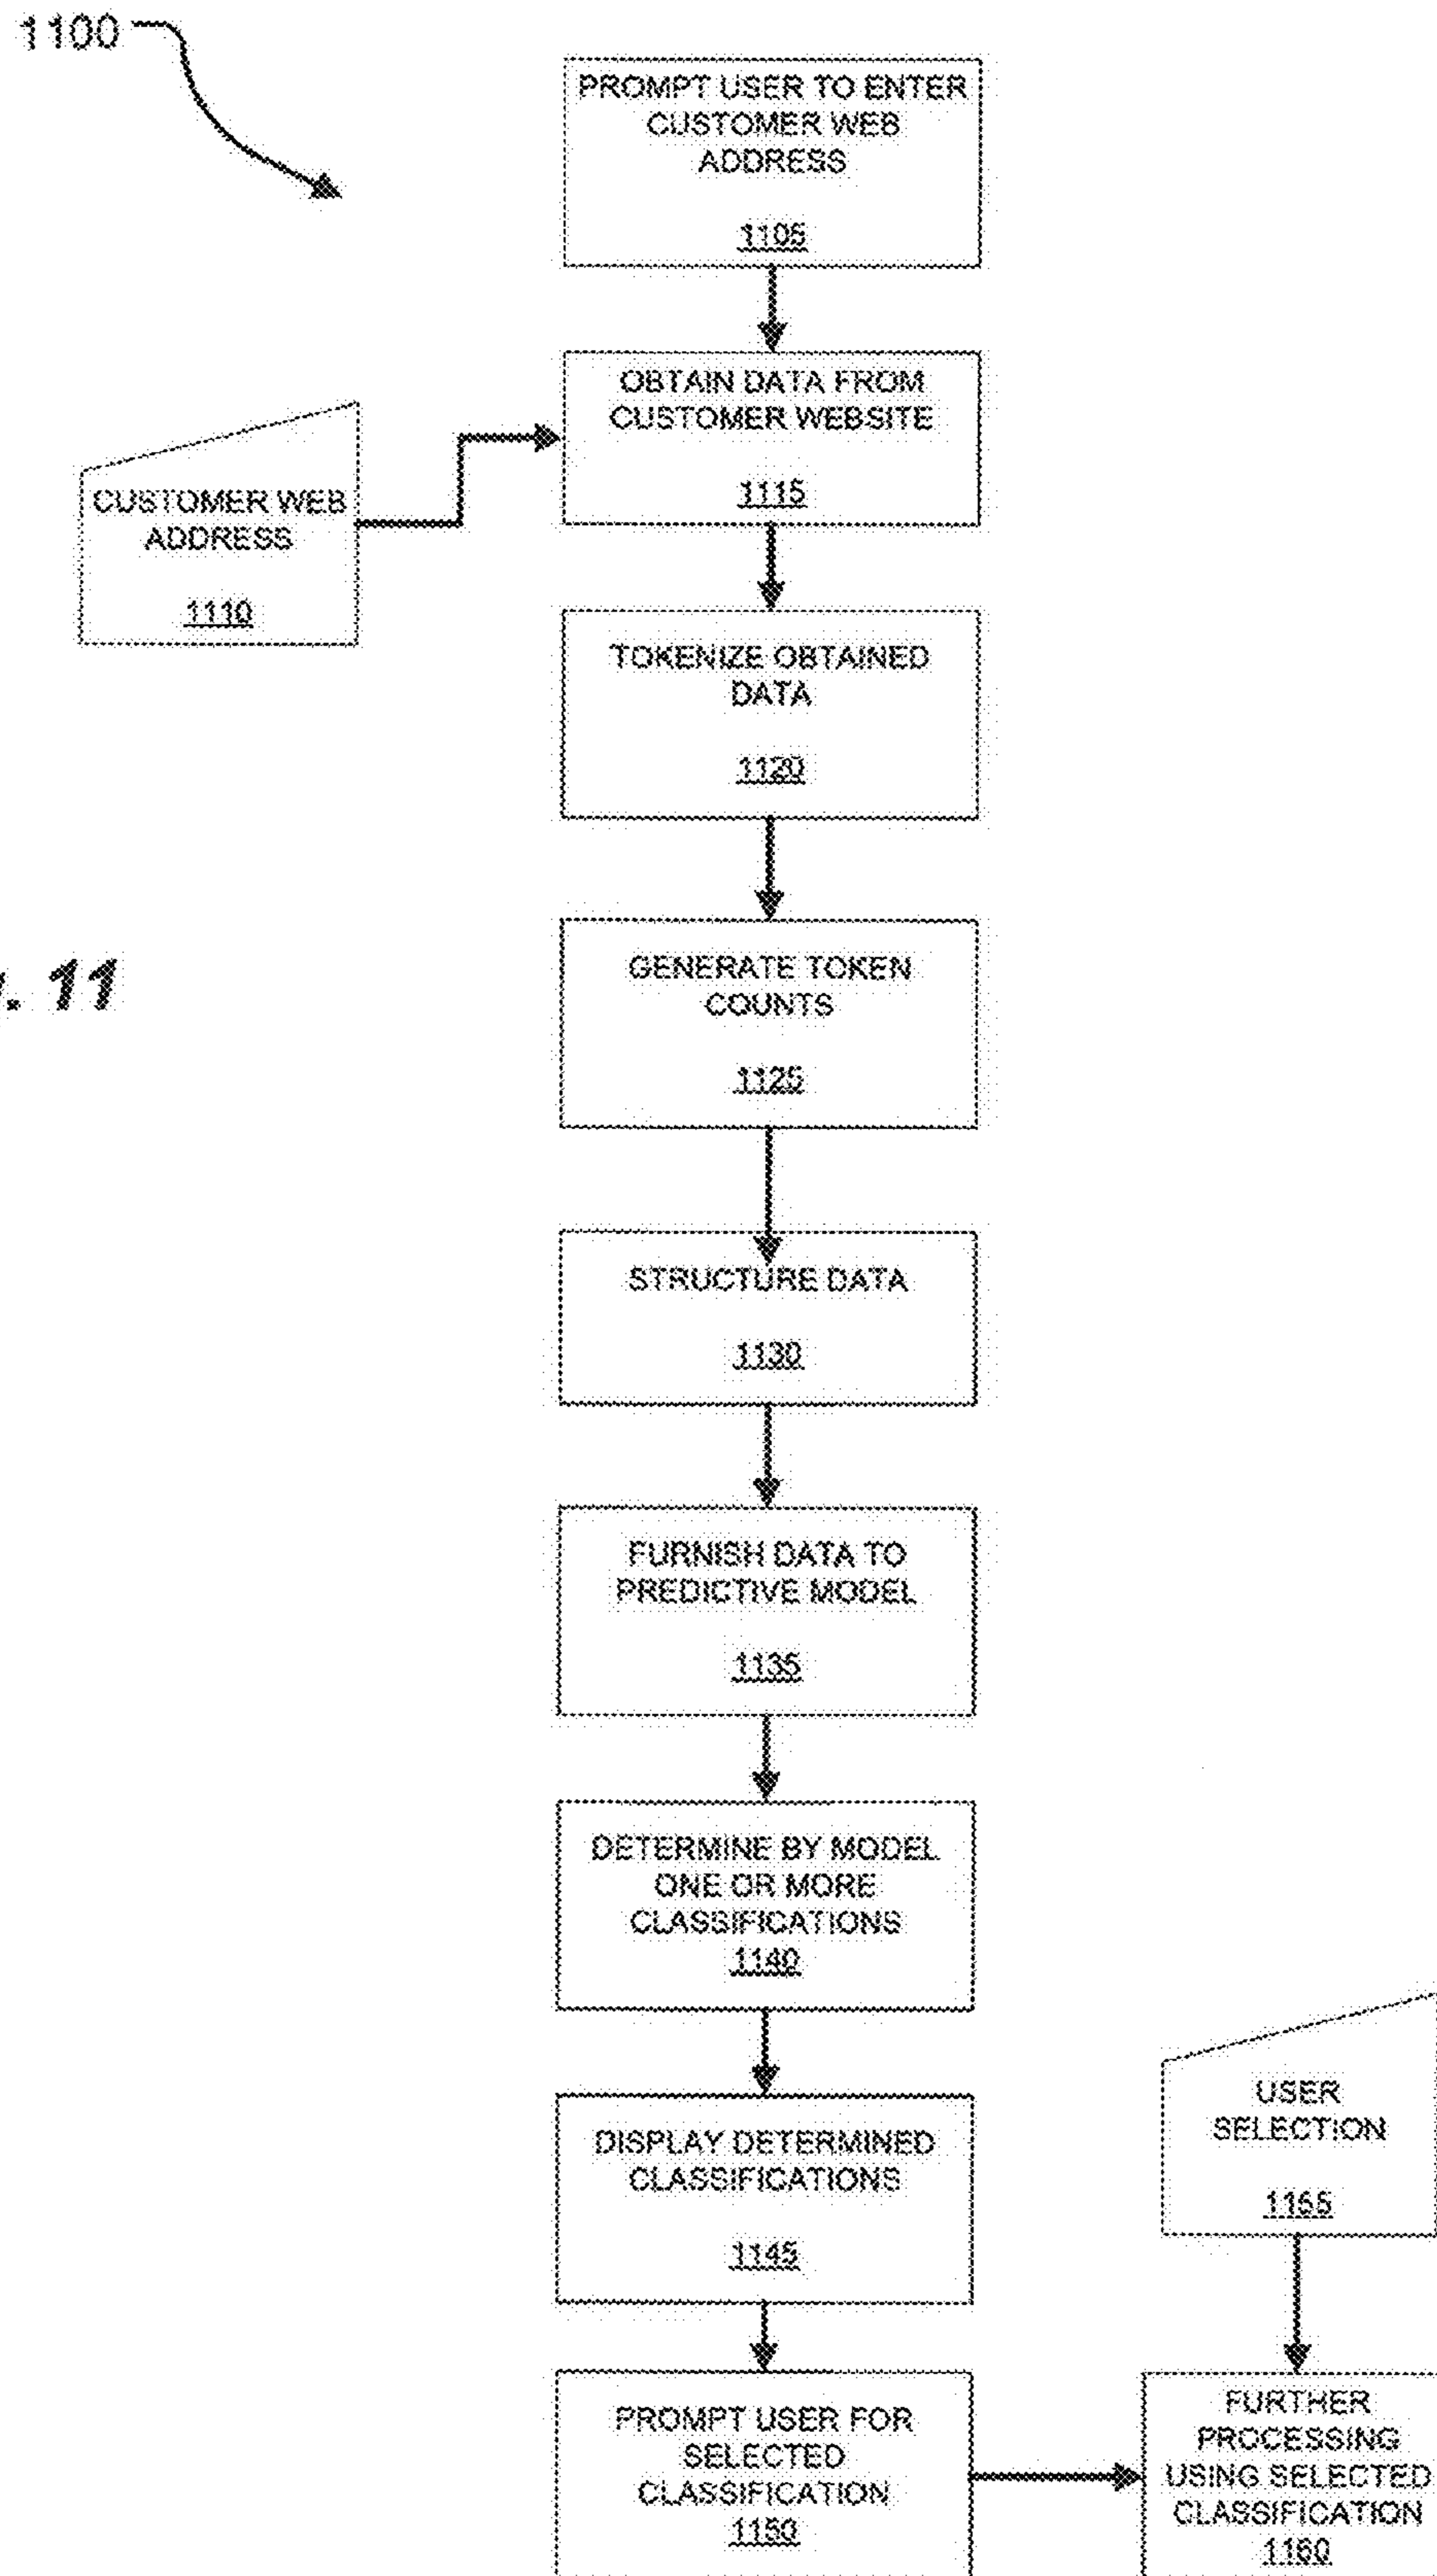 1100
PROMPT USER TO ENTER
CUSTOMER WEB
ADDRESS
1105
OBTAIN DATA FROM
CUSTOMER WEBSITE
1115
CUSTOMER WEB
ADDRESS
1110
TOKENIZE OBTAINED
DATA
1120
GENERATE TOKEN
COUNTS
1125
. 11
STRUCTURE DATA
1130
FURNISH DATA TO
PREDICTIVE MODEL
1135
DETERMINE BY MODEL
ONE OR MORE
CLASSIFICATIONS
1140
DISPLAY DETERMINED
CLASSIFICATIONS
1145
USER
SELECTION
1155
PROMPT USER FOR
SELECTED
CLASSIFICATION
1150
FURTHER
PROCESSING
USING SELECTED
CLASSIFICATION
1160